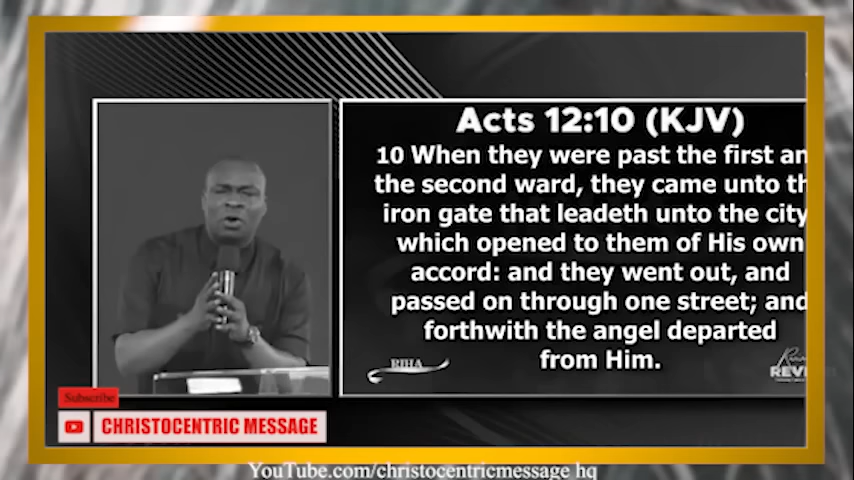 Acts 12:10 (KJV)
10 When they were past the first an
the second ward, they came unto th
iron gate that leadeth unto the city
which opened to them of His own
accord: and they went out, and
passed on through one street; and
forthwith the angel departed
from Him.
RIHA
REV
Subscribe
CHRISTOCENTRIC MESSAGE
YouTube.com/christocentricmessage hq